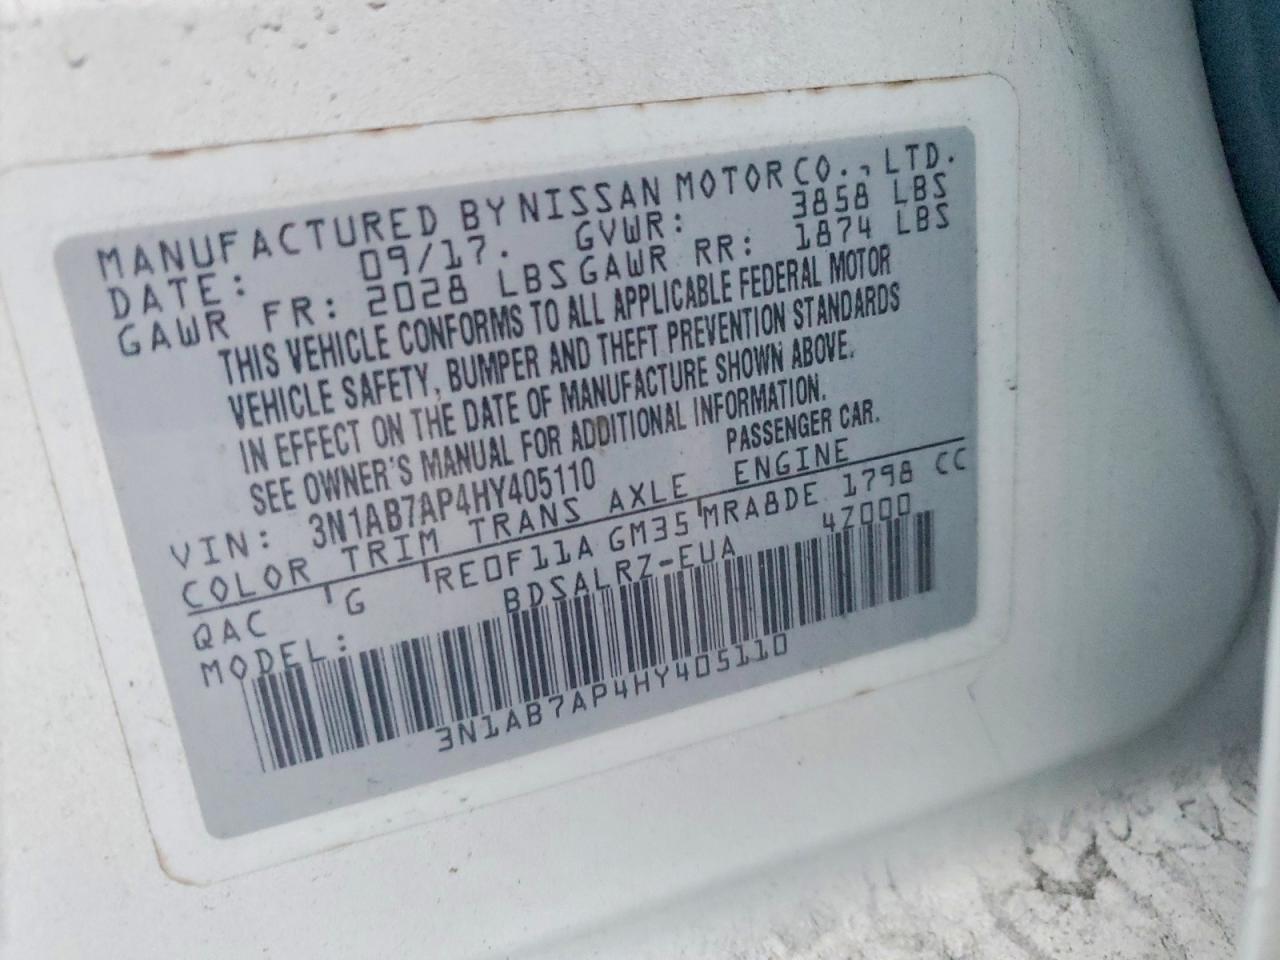 MANUFACTURED BY NISSAN MOTOR CO., LTD.
DATE: 09/17. GVWR: 3858 LBS
GAWR FR: 2028 LBS GAWR RR: 1874 LBS
THIS VEHICLE CONFORMS TO ALL APPLICABLE FEDERAL MOTOR
VEHICLE SAFETY, BUMPER AND THEFT PREVENTION STANDARDS
IN EFFECT ON THE DATE OF MANUFACTURE SHOWN ABOVE.
SEE OWNER'S MANUAL FOR ADDITIONAL INFORMATION.
VIN: 3N1AB7AP4HY405110 PASSENGER CAR.
COLOR TRIM TRANS AXLE ENGINE
QAC G RE0F11A GM35 MRA8DE 1798 CC
MODEL: BDSALRZ-EUA 47000
3N1AB7AP4HY405110